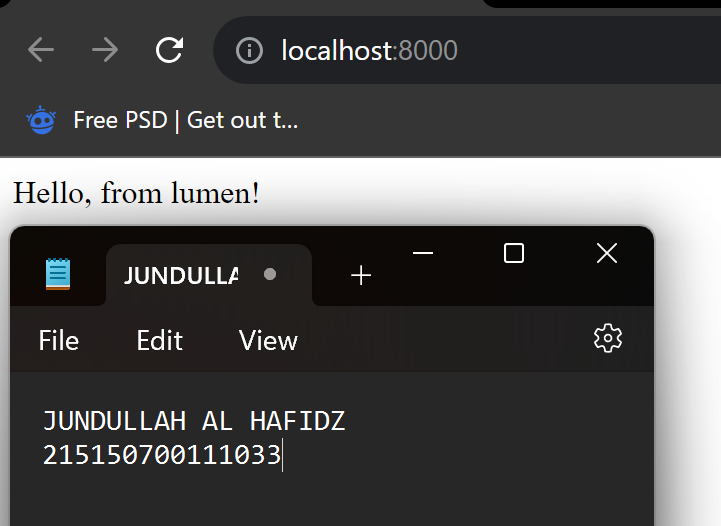 localhost:8000
Free PSD | Get out t...
Hello, from lumen!
JUNDULLA
File Edit View
JUNDULLAH AL HAFIDZ
215150700111033